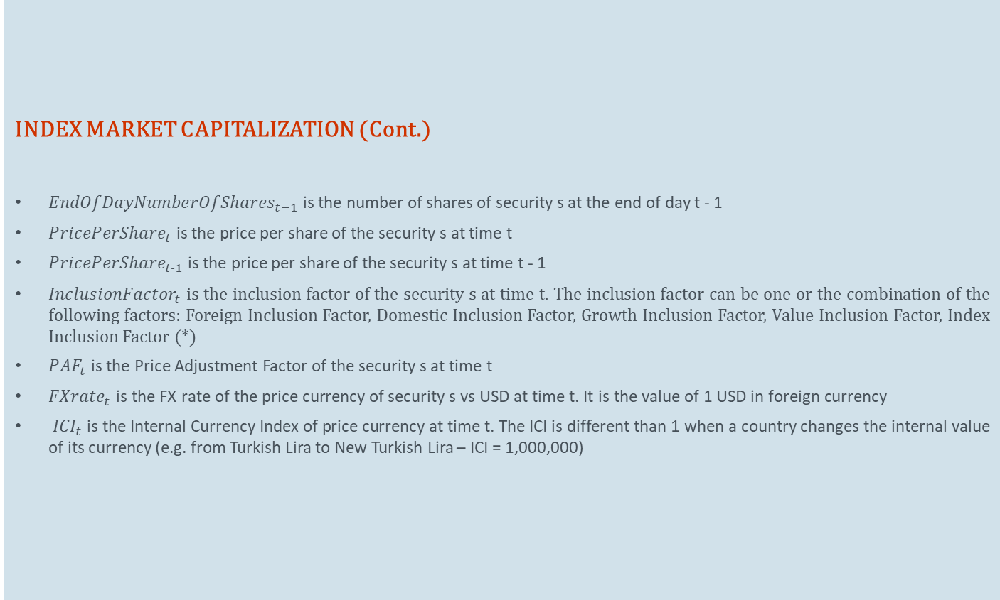 INDEX MARKET CAPITALIZATION (Cont.)
• EndOfDayNumberOfShares_{t−1} is the number of shares of security s at the end of day t - 1
• PricePerShare_t is the price per share of the security s at time t
• PricePerShare_{t-1} is the price per share of the security s at time t - 1
• InclusionFactor_t is the inclusion factor of the security s at time t. The inclusion factor can be one or the combination of the
following factors: Foreign Inclusion Factor, Domestic Inclusion Factor, Growth Inclusion Factor, Value Inclusion Factor, Index
Inclusion Factor (*)
• PAF_t is the Price Adjustment Factor of the security s at time t
• FXrate_t is the FX rate of the price currency of security s vs USD at time t. It is the value of 1 USD in foreign currency
• ICI_t is the Internal Currency Index of price currency at time t. The ICI is different than 1 when a country changes the internal value
of its currency (e.g. from Turkish Lira to New Turkish Lira – ICI = 1,000,000)